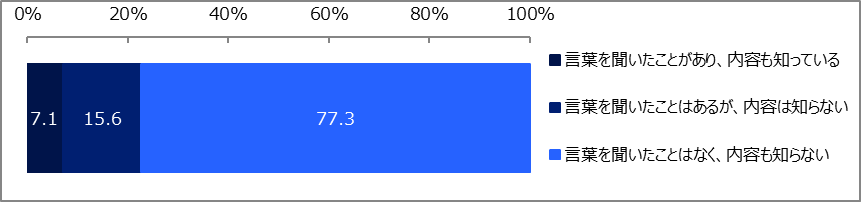 0% 20% 40% 60% 80% 100%
言葉を聞いたことがあり、内容も知っている
7.1 15.6 77.3
言葉を聞いたことはあるが、内容は知らない
言葉を聞いたことはなく、内容も知らない